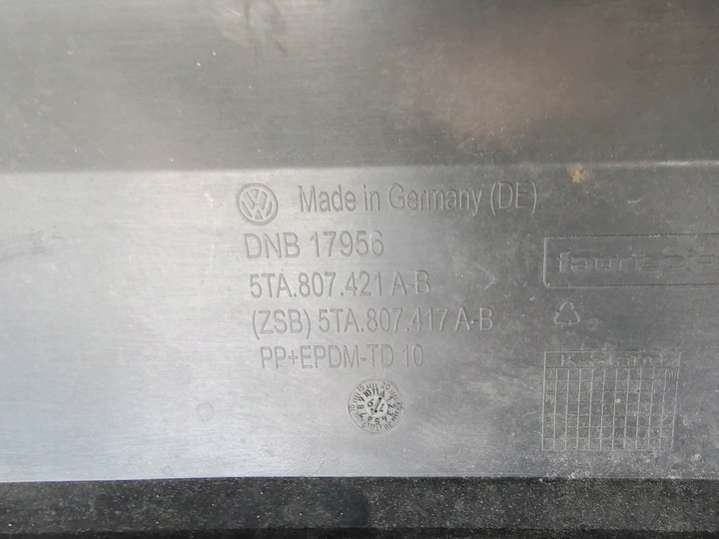 Made in Germany (DE)
DNB 17956
5TA.807.421 A-B
(ZSB) 5TA.807.417 A-B
PP+EPDM-TD 10